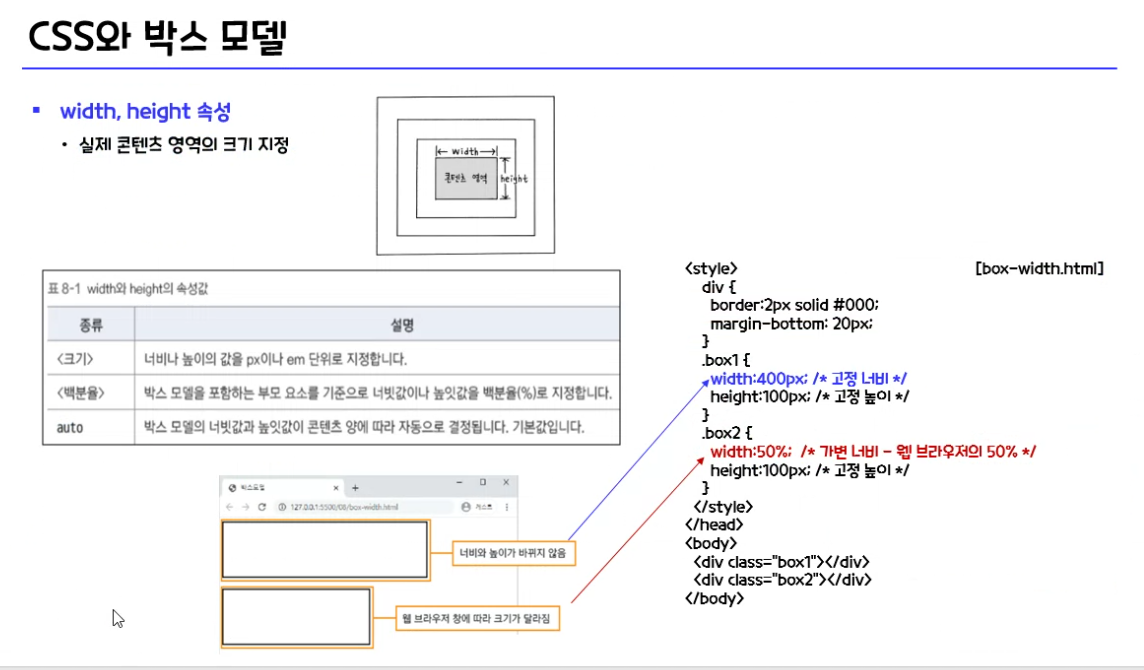 CSS와 박스 모델
▪ width, height 속성
• 실제 콘텐츠 영역의 크기 지정
width
콘텐츠 영역
height
표 8-1 width와 height의 속성값
종류 설명
<크기> 너비나 높이의 값을 px이나 em 단위로 지정합니다.
<백분율> 박스 모델을 포함하는 부모 요소를 기준으로 너빗값이나 높잇값을 백분율(%)로 지정합니다.
auto 박스 모델의 너빗값과 높잇값이 콘텐츠 양에 따라 자동으로 결정됩니다. 기본값입니다.
박스모델
127.0.0.1:5500/08/box-width.html
게스트
너비와 높이가 바뀌지 않음
웹 브라우저 창에 따라 크기가 달라짐
<style> [box-width.html]
div {
border:2px solid #000;
margin-bottom: 20px;
}
.box1 {
width:400px; /* 고정 너비 */
height:100px; /* 고정 높이 */
}
.box2 {
width:50%; /* 가변 너비 - 웹 브라우저의 50% */
height:100px; /* 고정 높이 */
}
</style>
</head>
<body>
<div class="box1"></div>
<div class="box2"></div>
</body>